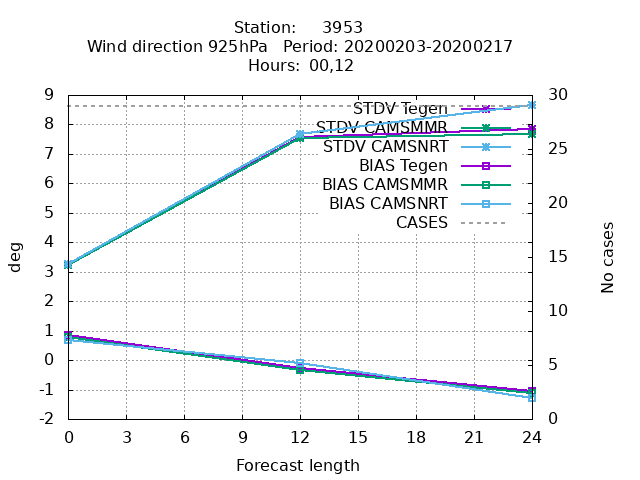 Station: 3953
Wind direction 925hPa Period: 20200203-20200217
Hours: 00,12
9
8
7
6
5
4
3
2
1
0
-1
-2
30
25
20
15
10
5
0
STDV Tegen
STDV CAMSMMR
STDV CAMSNRT
BIAS Tegen
BIAS CAMSMMR
BIAS CAMSNRT
CASES
deg
No cases
0 3 6 9 12 15 18 21 24
Forecast length